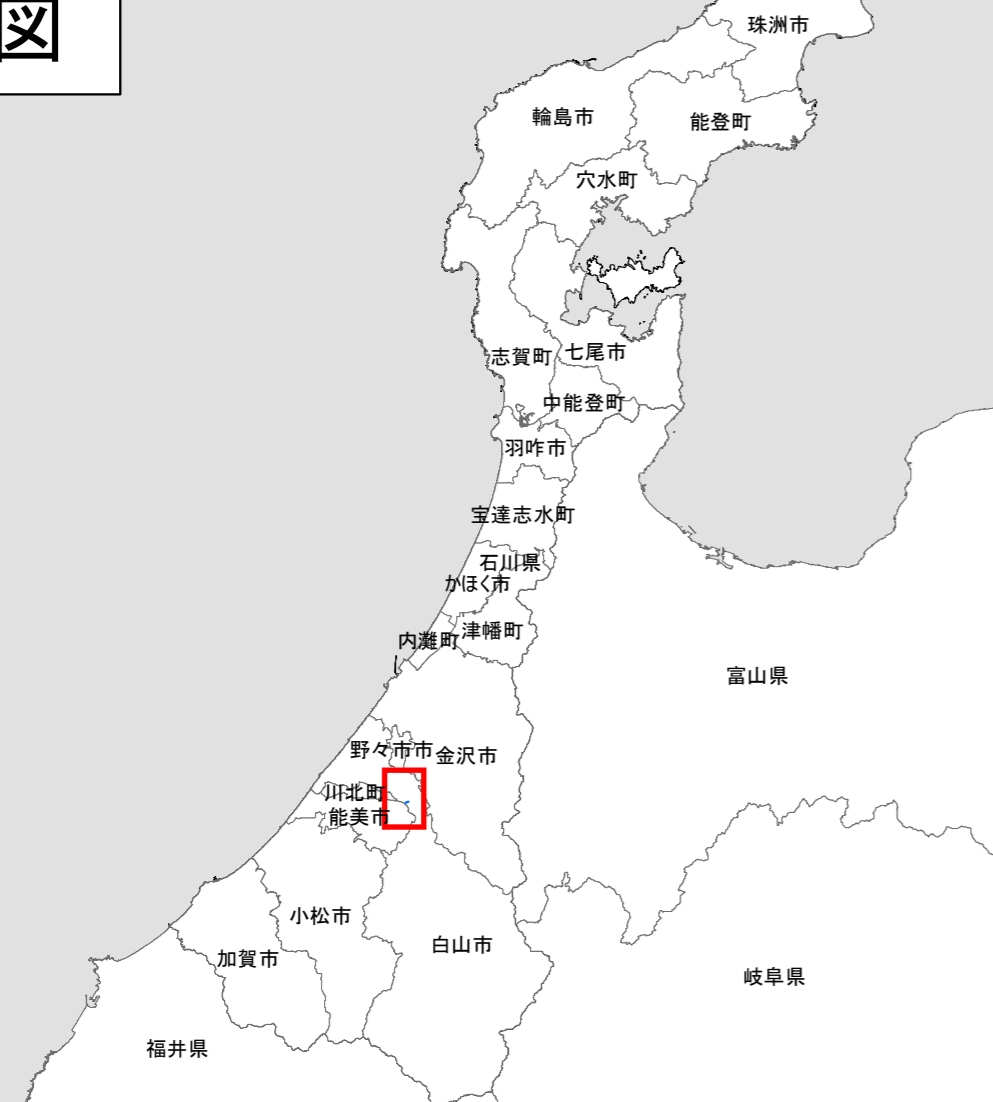 図
珠洲市
輪島市
能登町
穴水町
志賀町
七尾市
中能登町
羽咋市
宝達志水町
石川県
かほく市
内灘町
津幡町
富山県
野々市市
金沢市
川北町
能美市
小松市
白山市
加賀市
岐阜県
福井県